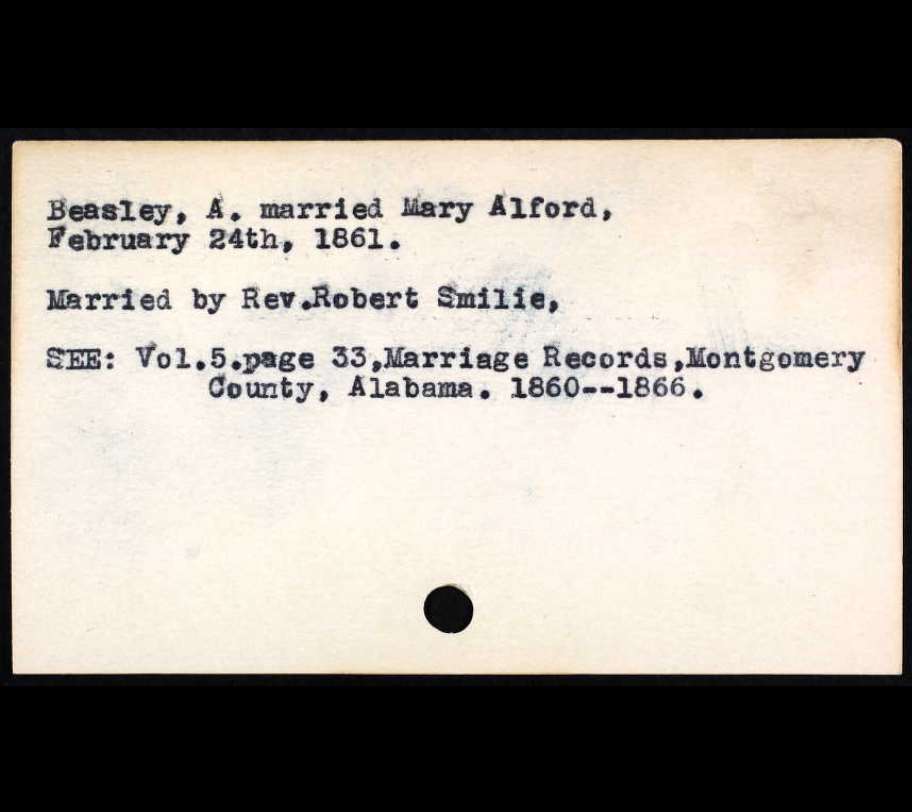 Beasley, A. married Mary Alford,
February 24th, 1861.
Married by Rev.Robert Smilie,
SEE: Vol.5.page 33,Marriage Records,Montgomery
County, Alabama. 1860--1866.